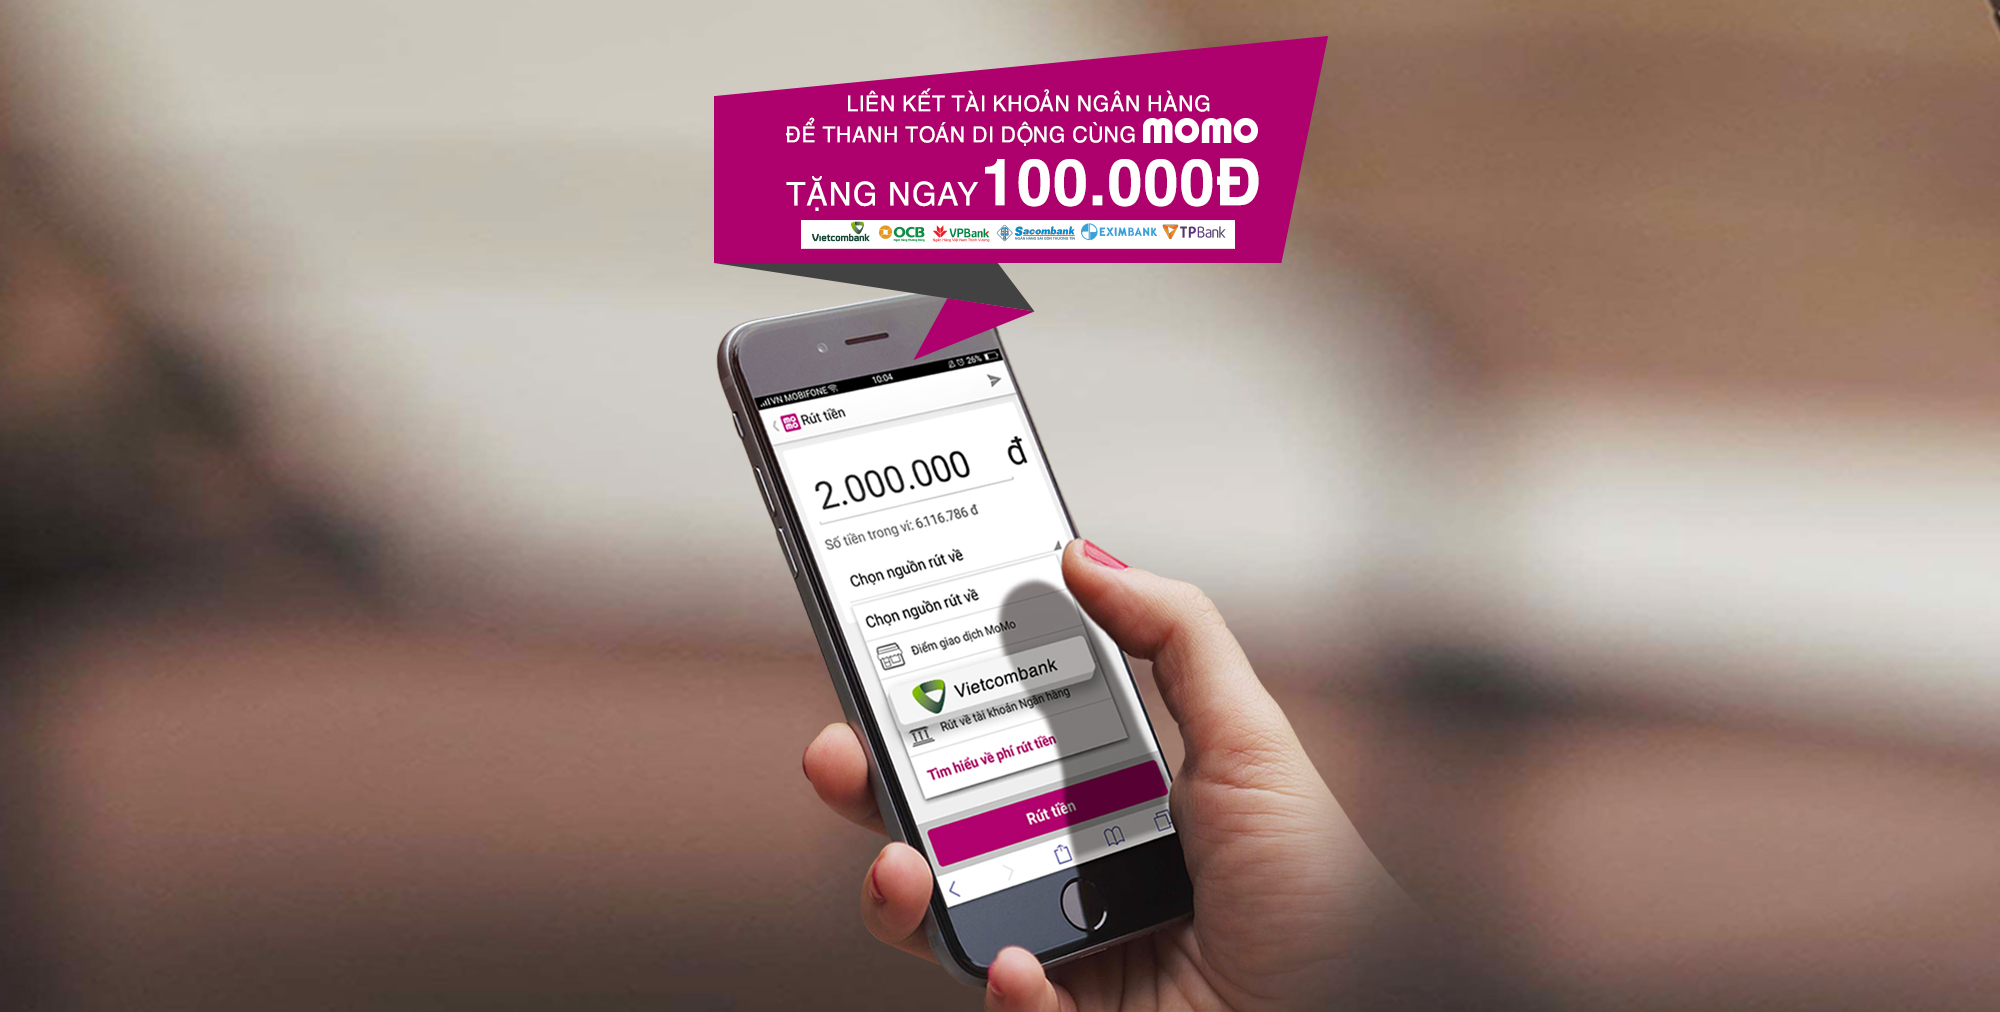 LIÊN KẾT TÀI KHOẢN NGÂN HÀNG
ĐỂ THANH TOÁN DI DỘNG CÙNG momo
TẶNG NGAY 100.000Đ
Vietcombank OCB VPBank Sacombank EXIMBANK TPBank
VN MOBIFONE 10:04 26%
momo Rút tiền
2.000.000 đ
Số tiền trong ví: 6.116.786 đ
Chọn nguồn rút về
Chọn nguồn rút về
Điểm giao dịch MoMo
Vietcombank
Rút về tài khoản Ngân hàng
Tìm hiểu về phí rút tiền
Rút tiền